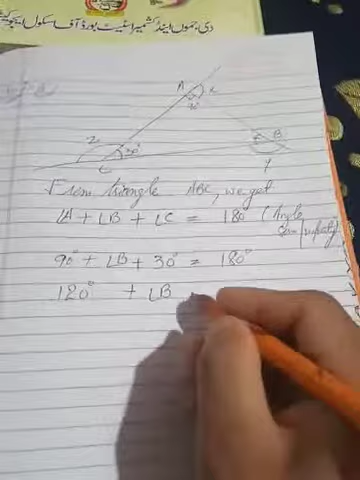 دی جموں اینڈ کشمیر اسٹیٹ بورڈ آف اسکول ایجوکیشن
A x
90°
Z 30° B
C y
From triangle ABC, we get
∠A + ∠B + ∠C = 180° (Angle
sum property)
90° + ∠B + 30° = 180°
120° + ∠B